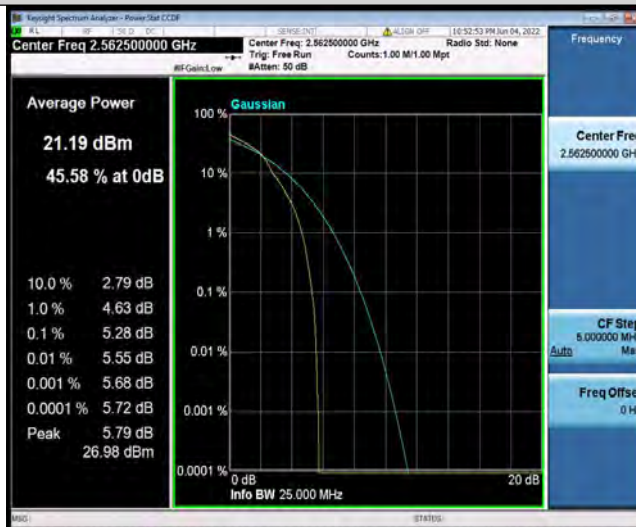 Keysight Spectrum Analyzer - Power Stat CCDF
RL RF 50 Ω DC SENSE:INT ALIGN OFF 10:52:53 PM Jun 04, 2022
Center Freq 2.562500000 GHz
Center Freq: 2.562500000 GHz Radio Std: None
Trig: Free Run Counts:1.00 M/1.00 Mpt
#IFGain:Low #Atten: 50 dB
Frequency
Average Power
21.19 dBm
45.58 % at 0dB
10.0 % 2.79 dB
1.0 % 4.63 dB
0.1 % 5.28 dB
0.01 % 5.55 dB
0.001 % 5.68 dB
0.0001 % 5.72 dB
Peak 5.79 dB
26.98 dBm
Gaussian
100 %
10 %
1 %
0.1 %
0.01 %
0.001 %
0.0001 %
0 dB 20 dB
Info BW 25.000 MHz
Center Freq
2.562500000 GH
CF Step
5.000000 MH
Auto Ma
Freq Offse
0 H
MSG STATUS